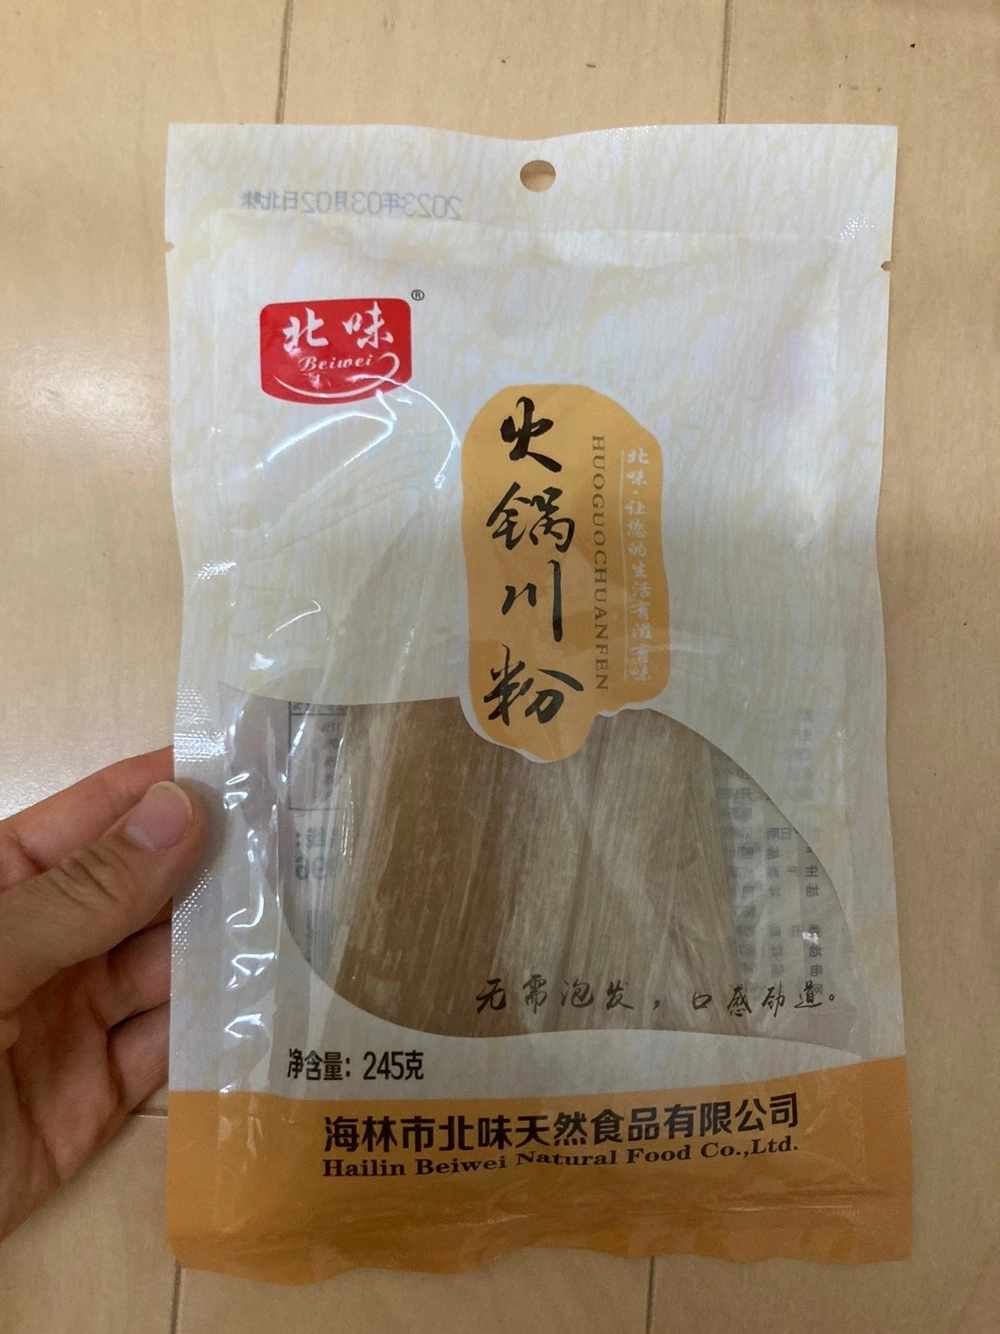 2023年03月02日北味
北味
®
Beiwei
火锅川粉
HUOGUOCHUANFEN
北味·让您的生活有滋有味
无需泡发，口感劲道。
净含量：245克
海林市北味天然食品有限公司
Hailin Beiwei Natural Food Co.,Ltd.